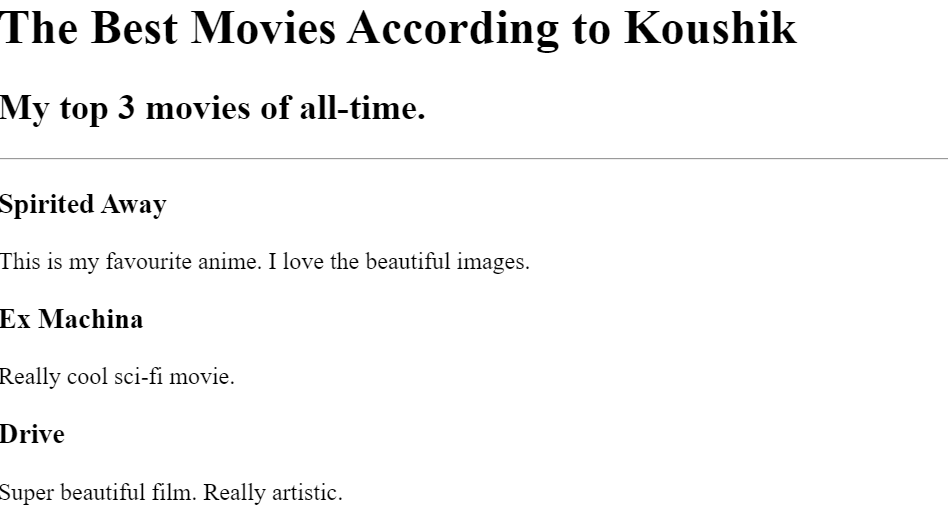 The Best Movies According to Koushik
My top 3 movies of all-time.
Spirited Away
This is my favourite anime. I love the beautiful images.
Ex Machina
Really cool sci-fi movie.
Drive
Super beautiful film. Really artistic.